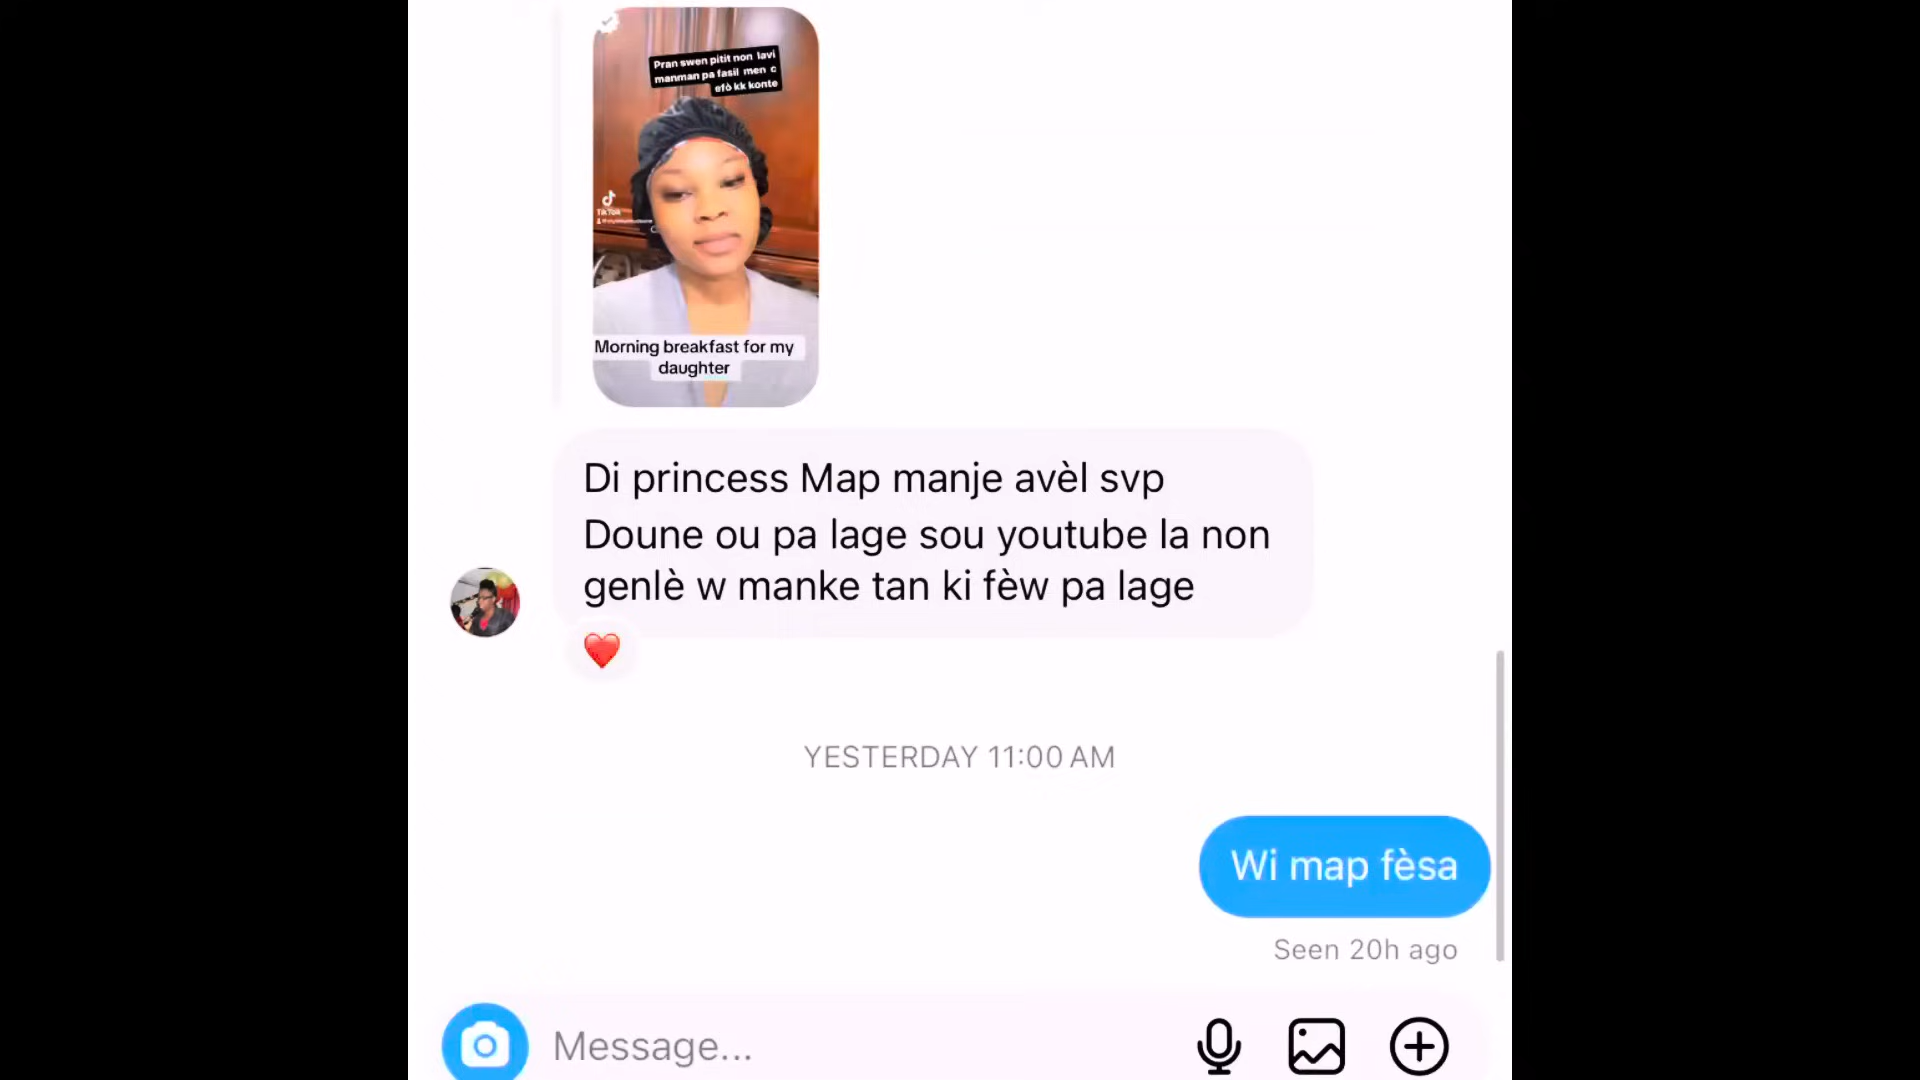 Pran swen pitit non lavi
manman pa fasil men c
efò kk konte
TikTok
Morning breakfast for my
daughter
Di princess Map manje avèl svp
Doune ou pa lage sou youtube la non
genlè w manke tan ki fèw pa lage
YESTERDAY 11:00 AM
Wi map fèsa
Seen 20h ago
Message...